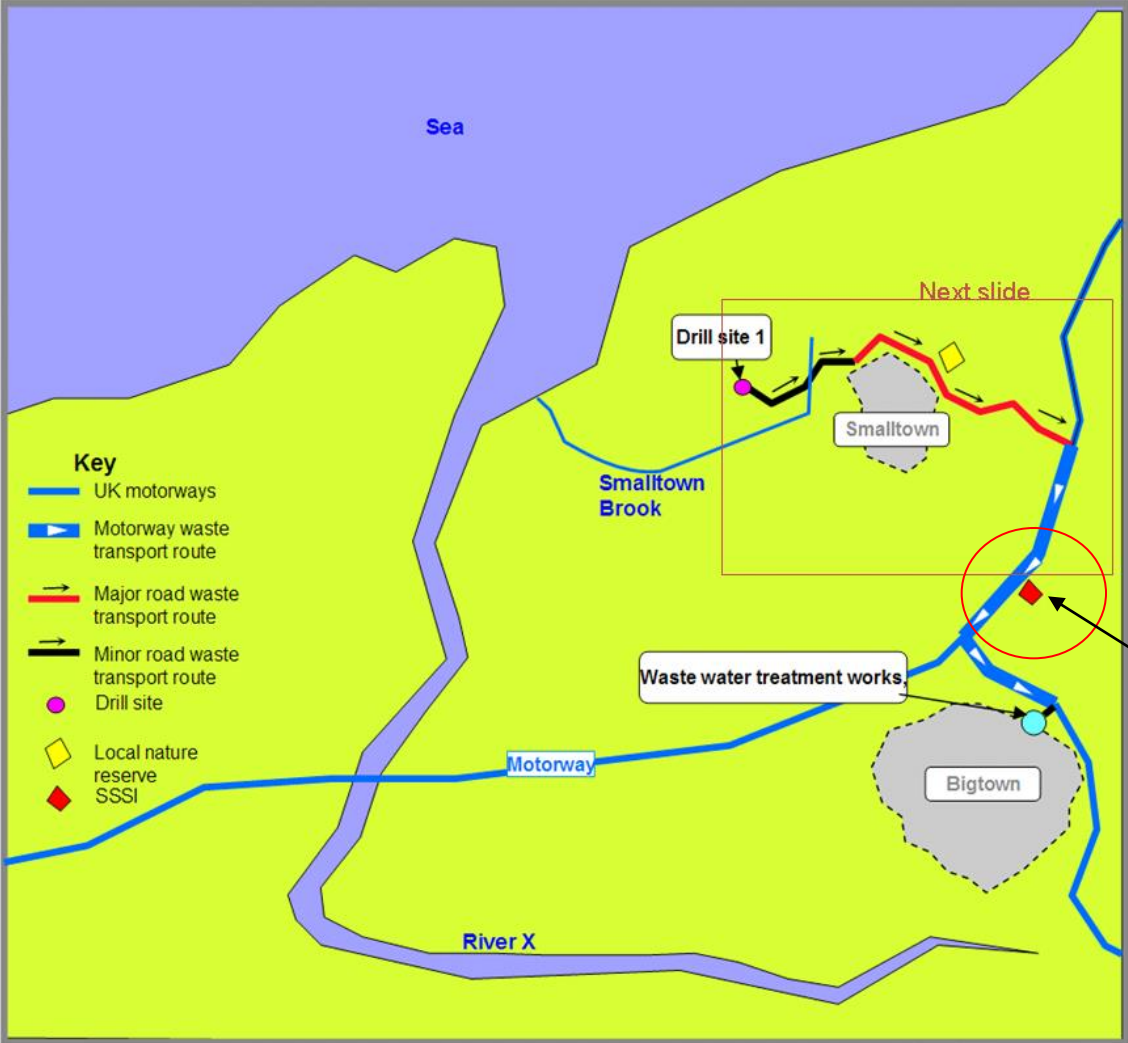 Sea
Next slide
Drill site 1
Smalltown
Smalltown
Brook
Key
UK motorways
Motorway waste
transport route
Major road waste
transport route
Minor road waste
transport route
Drill site
Local nature
reserve
SSSI
Waste water treatment works,
Motorway
Bigtown
River X